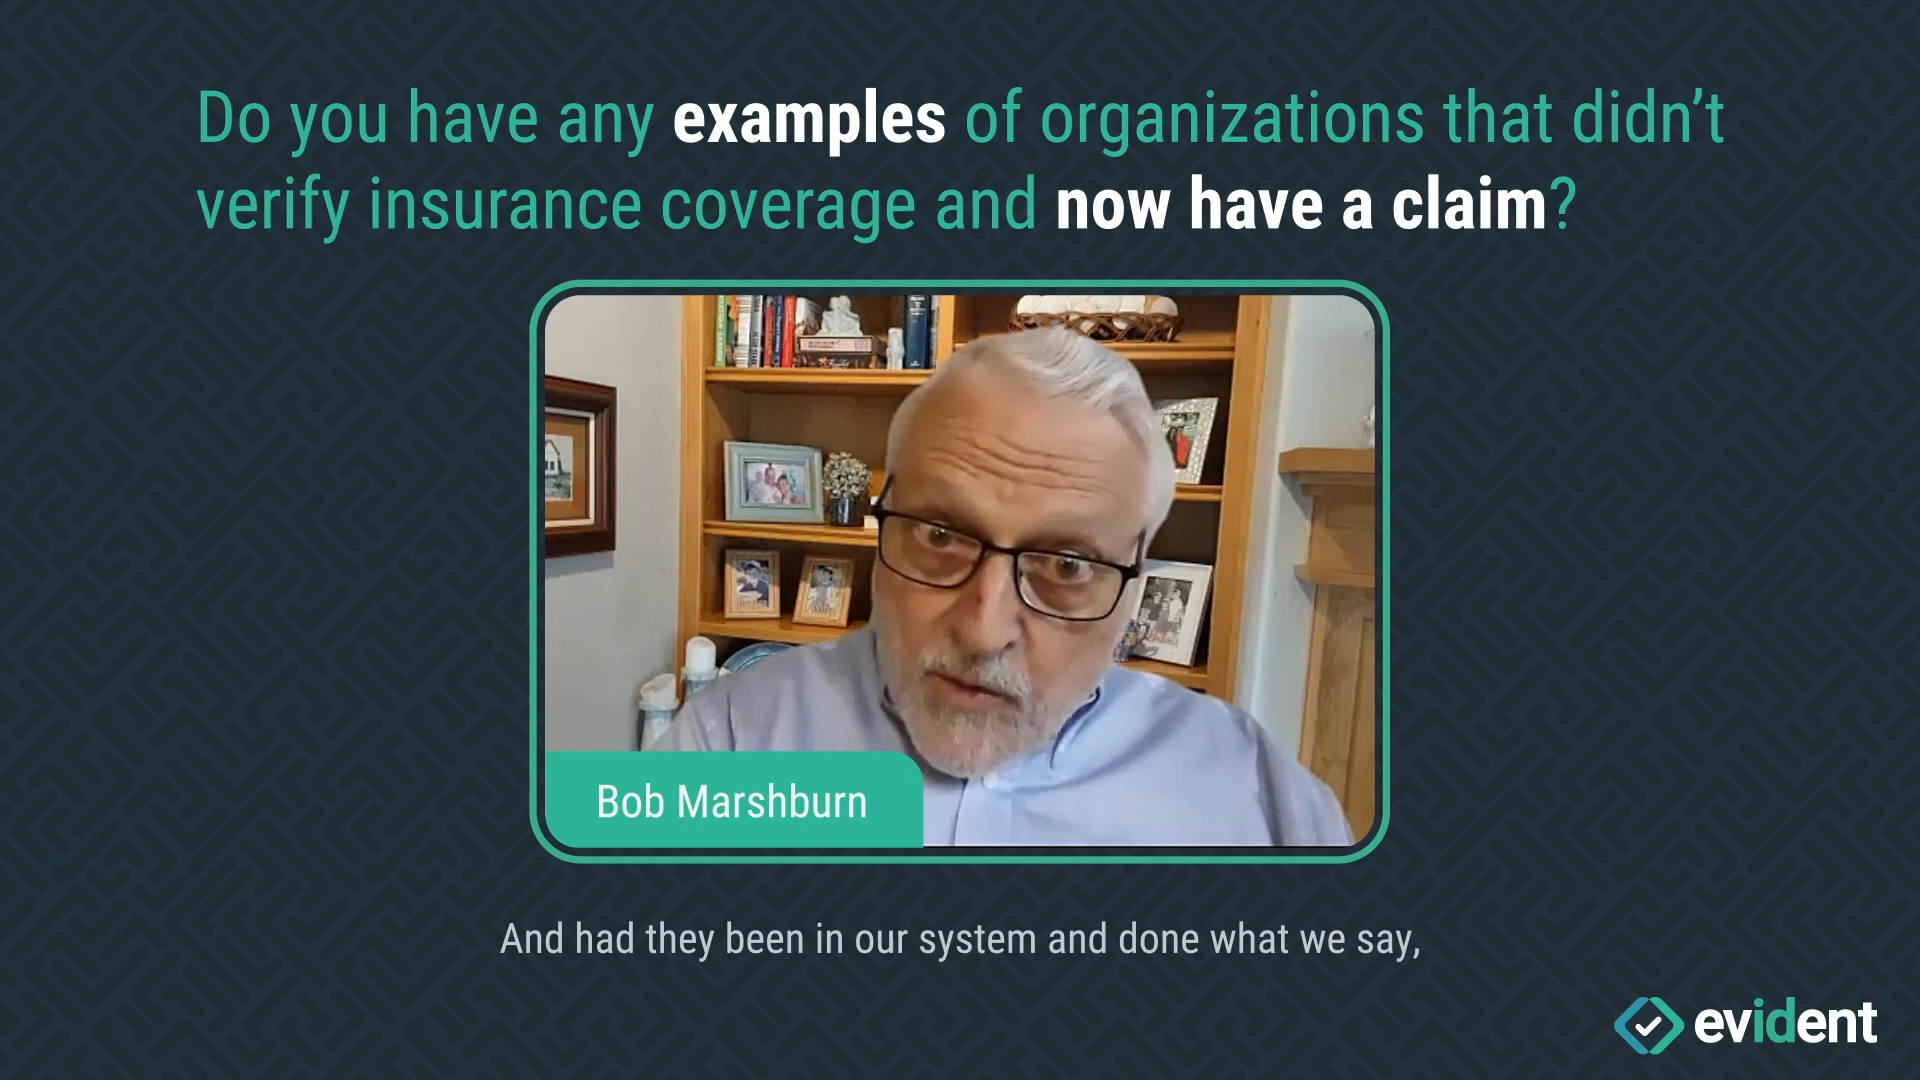 Do you have any examples of organizations that didn’t
verify insurance coverage and now have a claim?
Bob Marshburn
And had they been in our system and done what we say,
evident